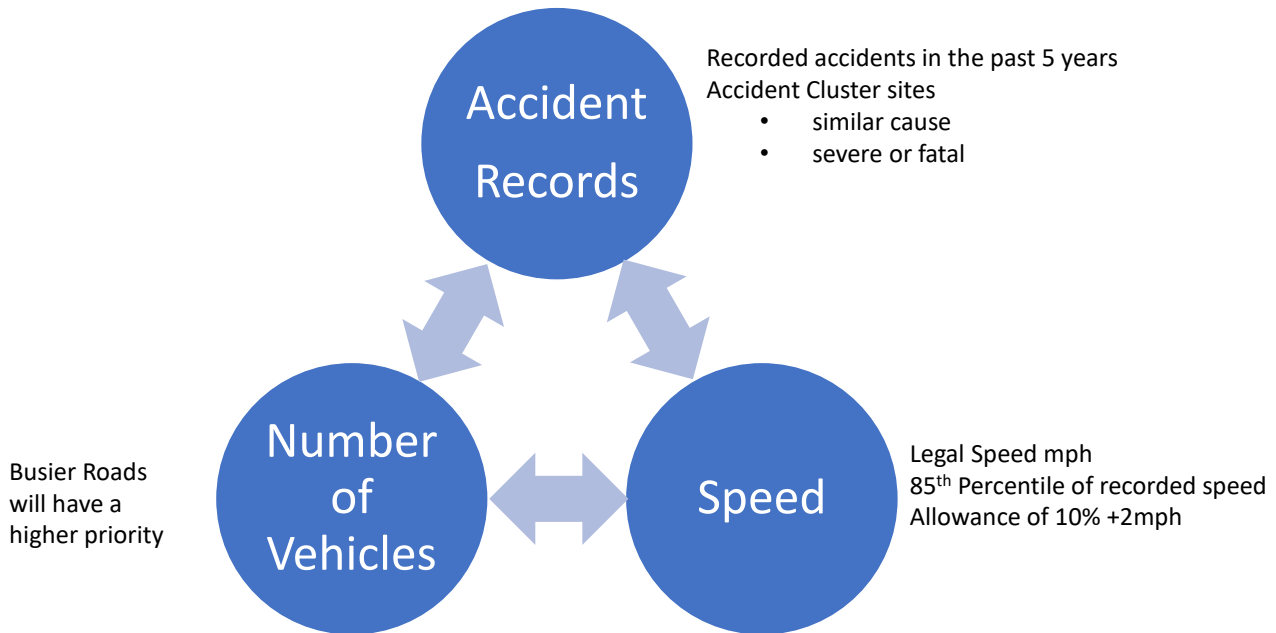 Accident
Records
Recorded accidents in the past 5 years
Accident Cluster sites
• similar cause
• severe or fatal
Number
of
Vehicles
Busier Roads
will have a
higher priority
Speed
Legal Speed mph
85th Percentile of recorded speed
Allowance of 10% +2mph